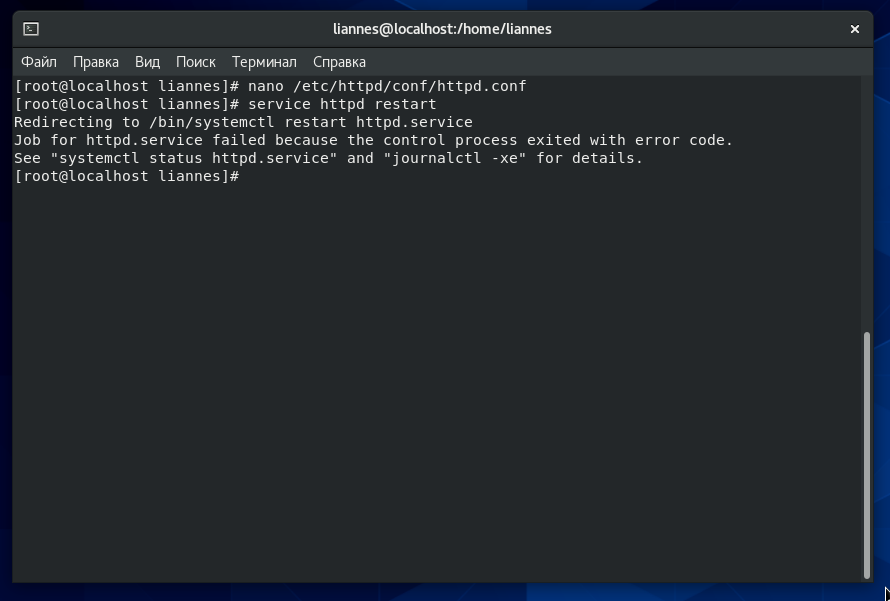 liannes@localhost:/home/liannes
Файл Правка Вид Поиск Терминал Справка
[root@localhost liannes]# nano /etc/httpd/conf/httpd.conf
[root@localhost liannes]# service httpd restart
Redirecting to /bin/systemctl restart httpd.service
Job for httpd.service failed because the control process exited with error code.
See "systemctl status httpd.service" and "journalctl -xe" for details.
[root@localhost liannes]#